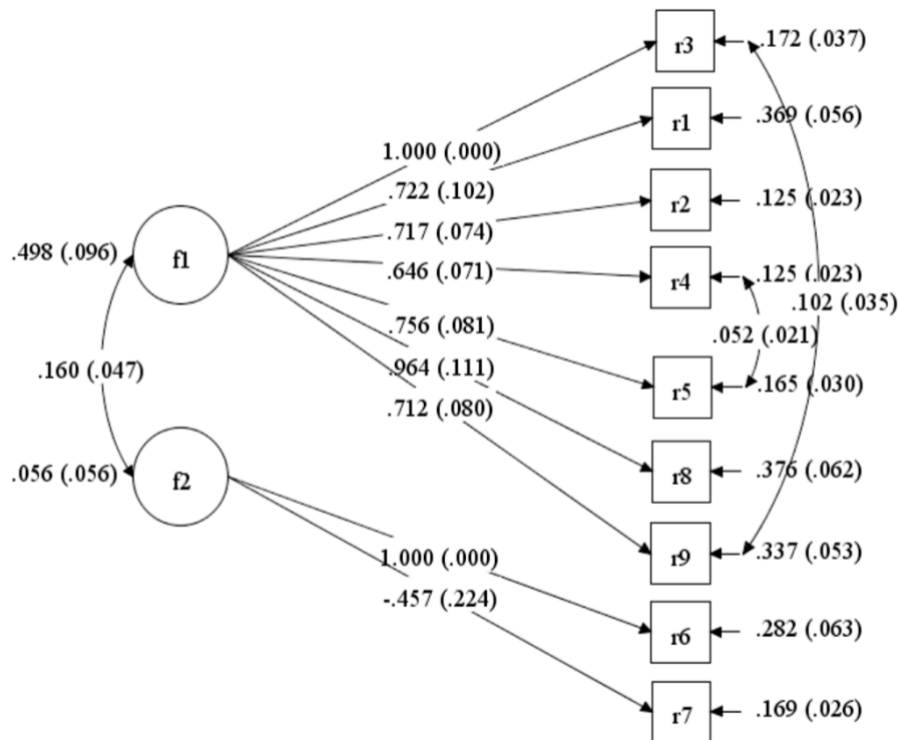 r3
.172 (.037)
r1
.369 (.056)
1.000 (.000)
.722 (.102)
r2
.125 (.023)
.717 (.074)
.498 (.096)
f1
.646 (.071)
r4
.125 (.023)
.102 (.035)
.756 (.081)
.052 (.021)
.160 (.047)
.964 (.111)
r5
.165 (.030)
.712 (.080)
.056 (.056)
f2
r8
.376 (.062)
1.000 (.000)
r9
.337 (.053)
-.457 (.224)
r6
.282 (.063)
r7
.169 (.026)